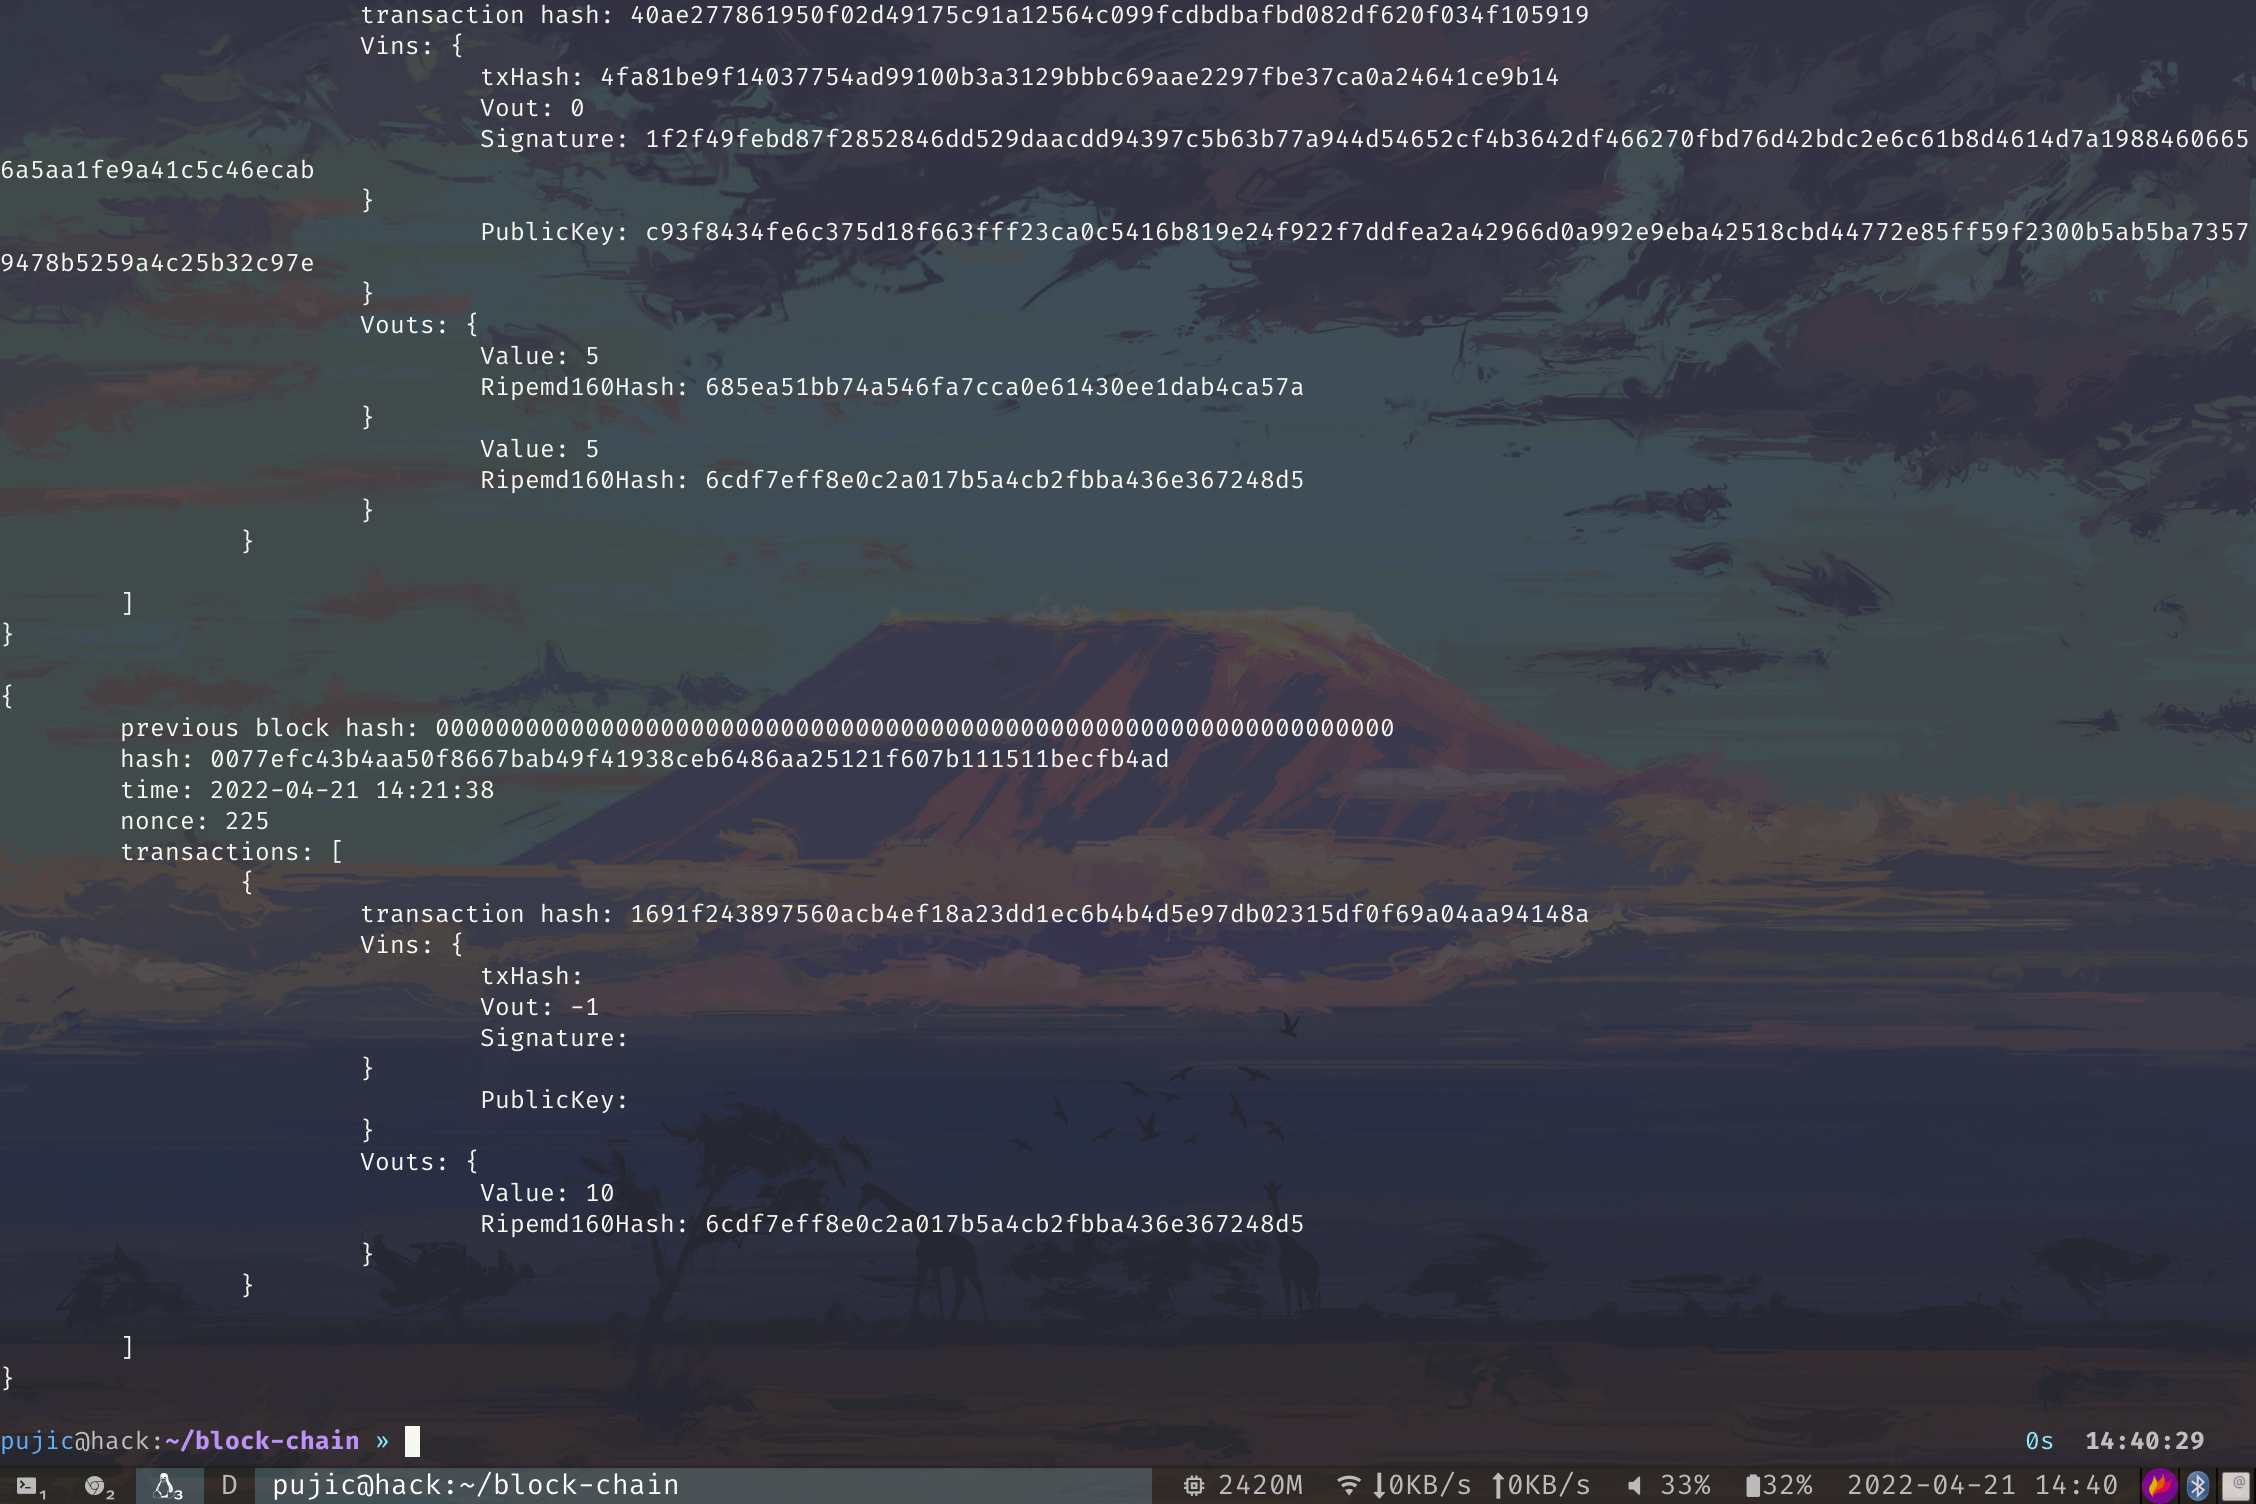 transaction hash: 40ae277861950f02d49175c91a12564c099fcdbdbafbd082df620f034f105919
Vins: {
txHash: 4fa81be9f14037754ad99100b3a3129bbbc69aae2297fbe37ca0a24641ce9b14
Vout: 0
Signature: 1f2f49febd87f2852846dd529daacdd94397c5b63b77a944d54652cf4b3642df466270fbd76d42bdc2e6c61b8d4614d7a1988460665
6a5aa1fe9a41c5c46ecab
}
PublicKey: c93f8434fe6c375d18f663fff23ca0c5416b819e24f922f7ddfea2a42966d0a992e9eba42518cbd44772e85ff59f2300b5ab5ba7357
9478b5259a4c25b32c97e
}
Vouts: {
Value: 5
Ripemd160Hash: 685ea51bb74a546fa7cca0e61430ee1dab4ca57a
}
Value: 5
Ripemd160Hash: 6cdf7eff8e0c2a017b5a4cb2fbba436e367248d5
}
}
]
}
{
previous block hash: 0000000000000000000000000000000000000000000000000000000000000000
hash: 0077efc43b4aa50f8667bab49f41938ceb6486aa25121f607b111511becfb4ad
time: 2022-04-21 14:21:38
nonce: 225
transactions: [
{
transaction hash: 1691f243897560acb4ef18a23dd1ec6b4b4d5e97db02315df0f69a04aa94148a
Vins: {
txHash:
Vout: -1
Signature:
}
PublicKey:
}
Vouts: {
Value: 10
Ripemd160Hash: 6cdf7eff8e0c2a017b5a4cb2fbba436e367248d5
}
}
]
}
pujic@hack:~/block-chain » 0s 14:40:29
1 2 3 D pujic@hack:~/block-chain 2420M ↓0KB/s ↑0KB/s 33% 32% 2022-04-21 14:40